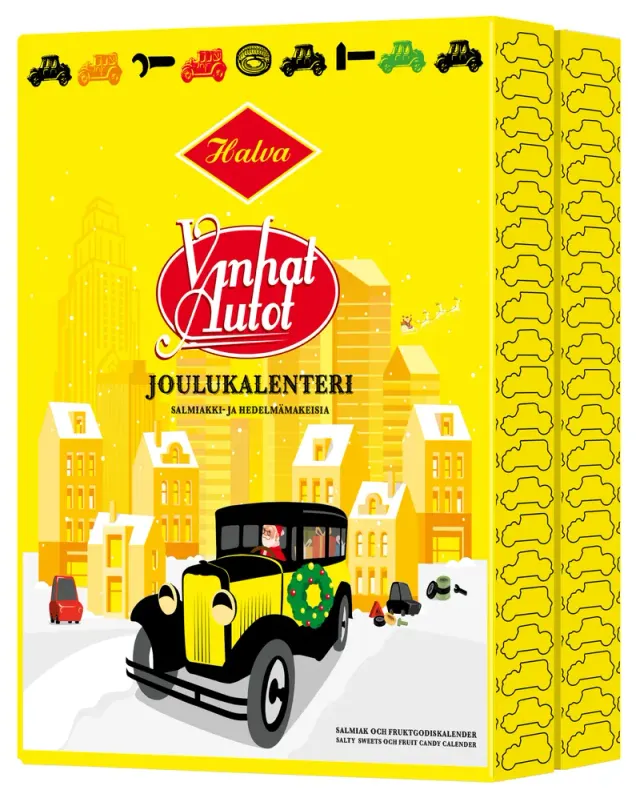 Halva
Vanhat
Autot
JOULUKALENTERI
SALMIAKKI- JA HEDELMÄMAKEISIA
SALMIAK OCH FRUKTGODISKALENDER
SALTY SWEETS OCH FRUIT CANDY CALENDER